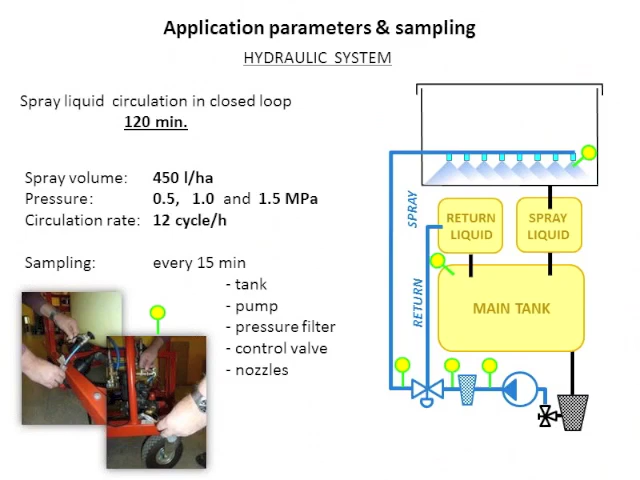 Application parameters & sampling
HYDRAULIC SYSTEM
Spray liquid circulation in closed loop
120 min.
Spray volume: 450 l/ha
Pressure: 0.5, 1.0 and 1.5 MPa
Circulation rate: 12 cycle/h
Sampling: every 15 min
- tank
- pump
- pressure filter
- control valve
- nozzles
SPRAY
RETURN
RETURN
LIQUID
SPRAY
LIQUID
MAIN TANK